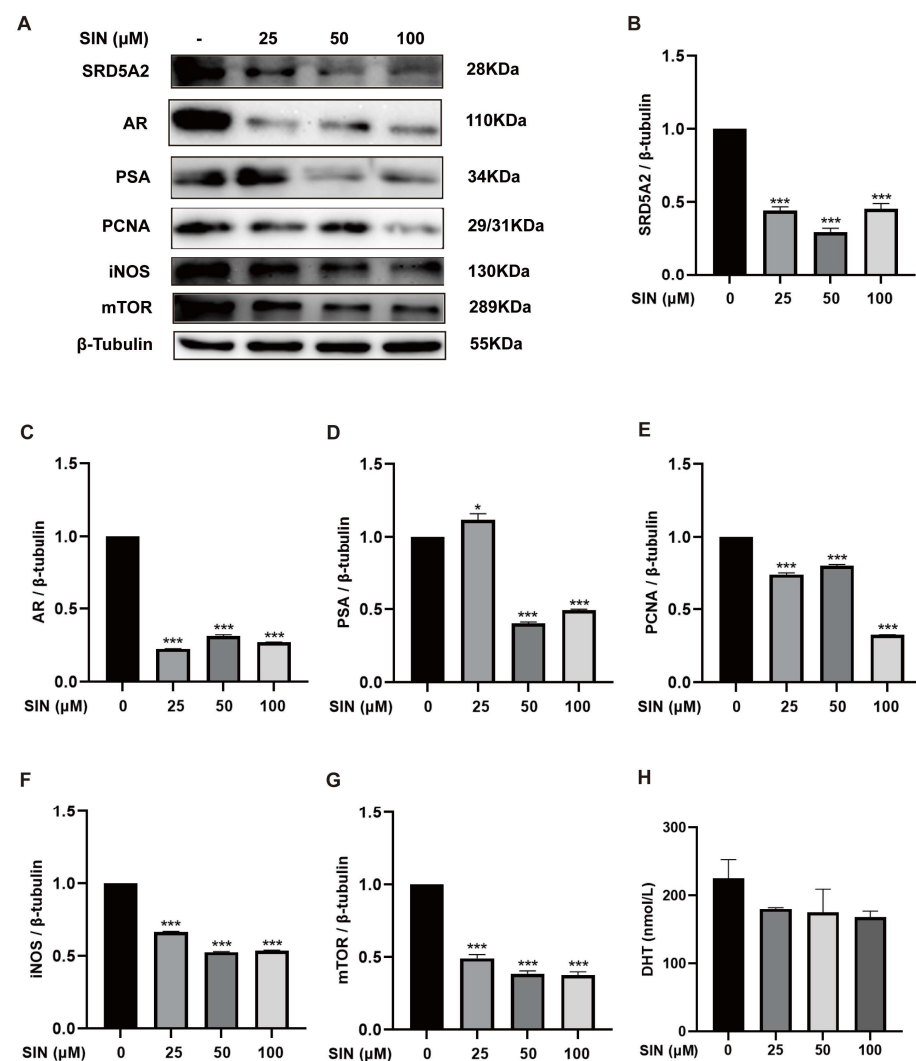 A
SIN (μM) - 25 50 100
SRD5A2 28KDa
AR 110KDa
PSA 34KDa
PCNA 29/31KDa
iNOS 130KDa
mTOR 289KDa
β-Tubulin 55KDa
B
SRD5A2 / β-tubulin
1.5
1.0
0.5
0.0
*** *** ***
SIN (μM) 0 25 50 100
C
AR / β-tubulin
1.5
1.0
0.5
0.0
*** *** ***
SIN (μM) 0 25 50 100
D
PSA / β-tubulin
1.5
1.0
0.5
0.0
* *** ***
SIN (μM) 0 25 50 100
E
PCNA / β-tubulin
1.5
1.0
0.5
0.0
*** *** ***
SIN (μM) 0 25 50 100
F
iNOS / β-tubulin
1.5
1.0
0.5
0.0
*** *** ***
SIN (μM) 0 25 50 100
G
mTOR / β-tubulin
1.5
1.0
0.5
0.0
*** *** ***
SIN (μM) 0 25 50 100
H
DHT (nmol/L)
300
200
100
0
SIN (μM) 0 25 50 100